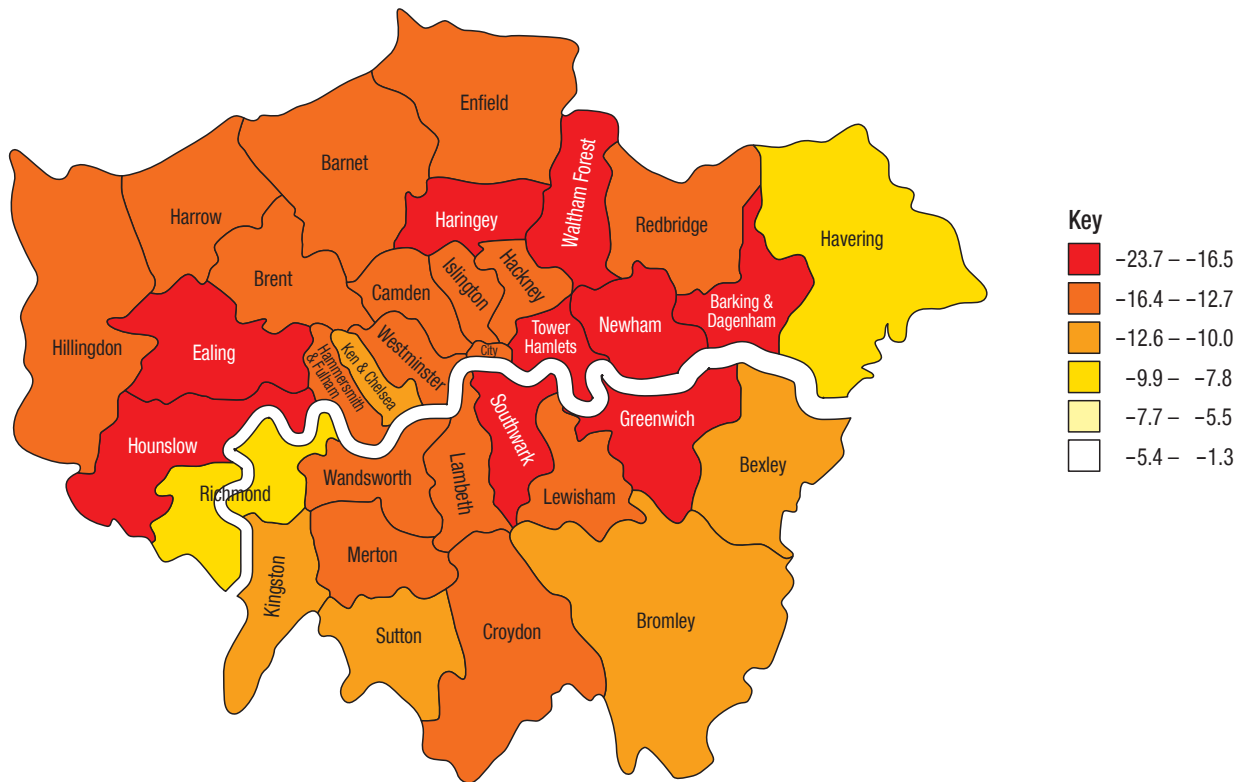 Enfield
Barnet
Waltham Forest
Harrow
Haringey
Redbridge
Havering
Brent
Camden
Islington
Hackney
Hillingdon
Ealing
Hammersmith
& Fulham
Ken & Chelsea
Westminster
City
Tower
Hamlets
Newham
Barking &
Dagenham
Hounslow
Richmond
Wandsworth
Lambeth
Southwark
Greenwich
Lewisham
Bexley
Merton
Kingston
Sutton
Croydon
Bromley
Key
−23.7 – −16.5
−16.4 – −12.7
−12.6 – −10.0
−9.9 – −7.8
−7.7 – −5.5
−5.4 – −1.3